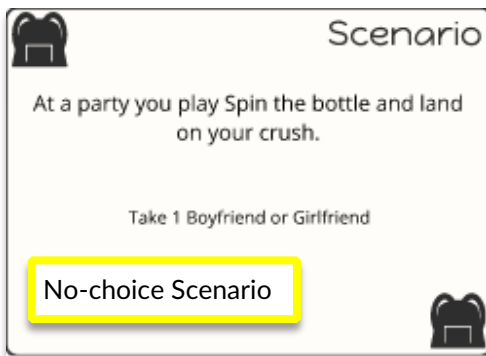 Scenario
At a party you play Spin the bottle and land
on your crush.
Take 1 Boyfriend or Girlfriend
No-choice Scenario